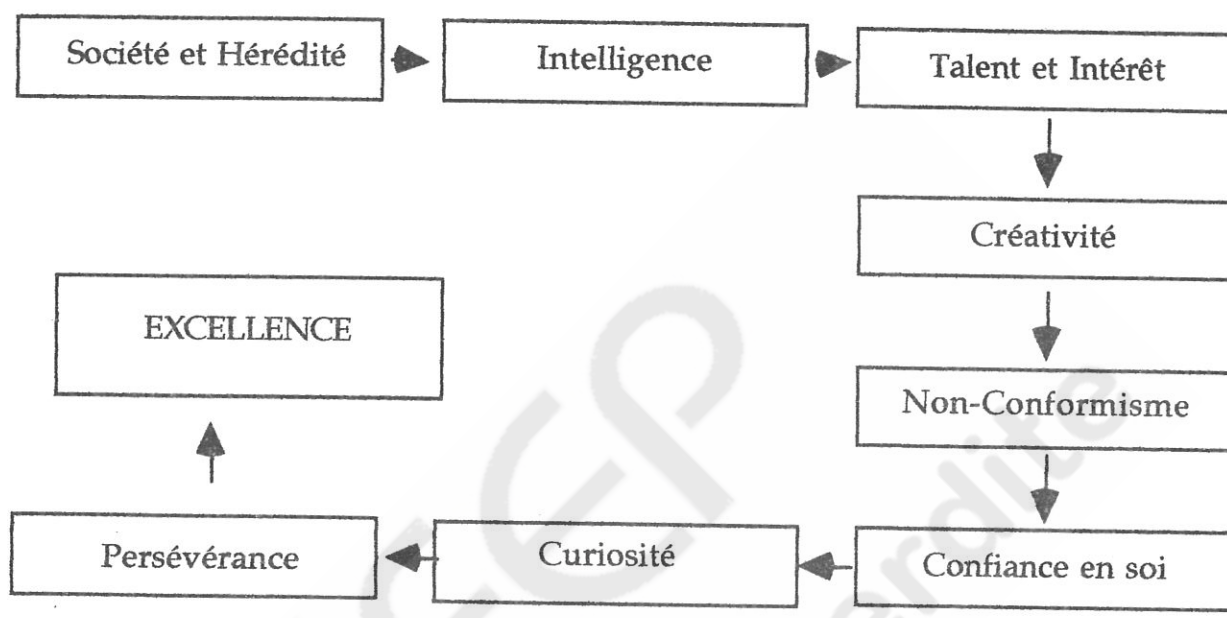 Société et Hérédité
Intelligence
Talent et Intérêt
Créativité
Non-Conformisme
Confiance en soi
Curiosité
Persévérance
EXCELLENCE